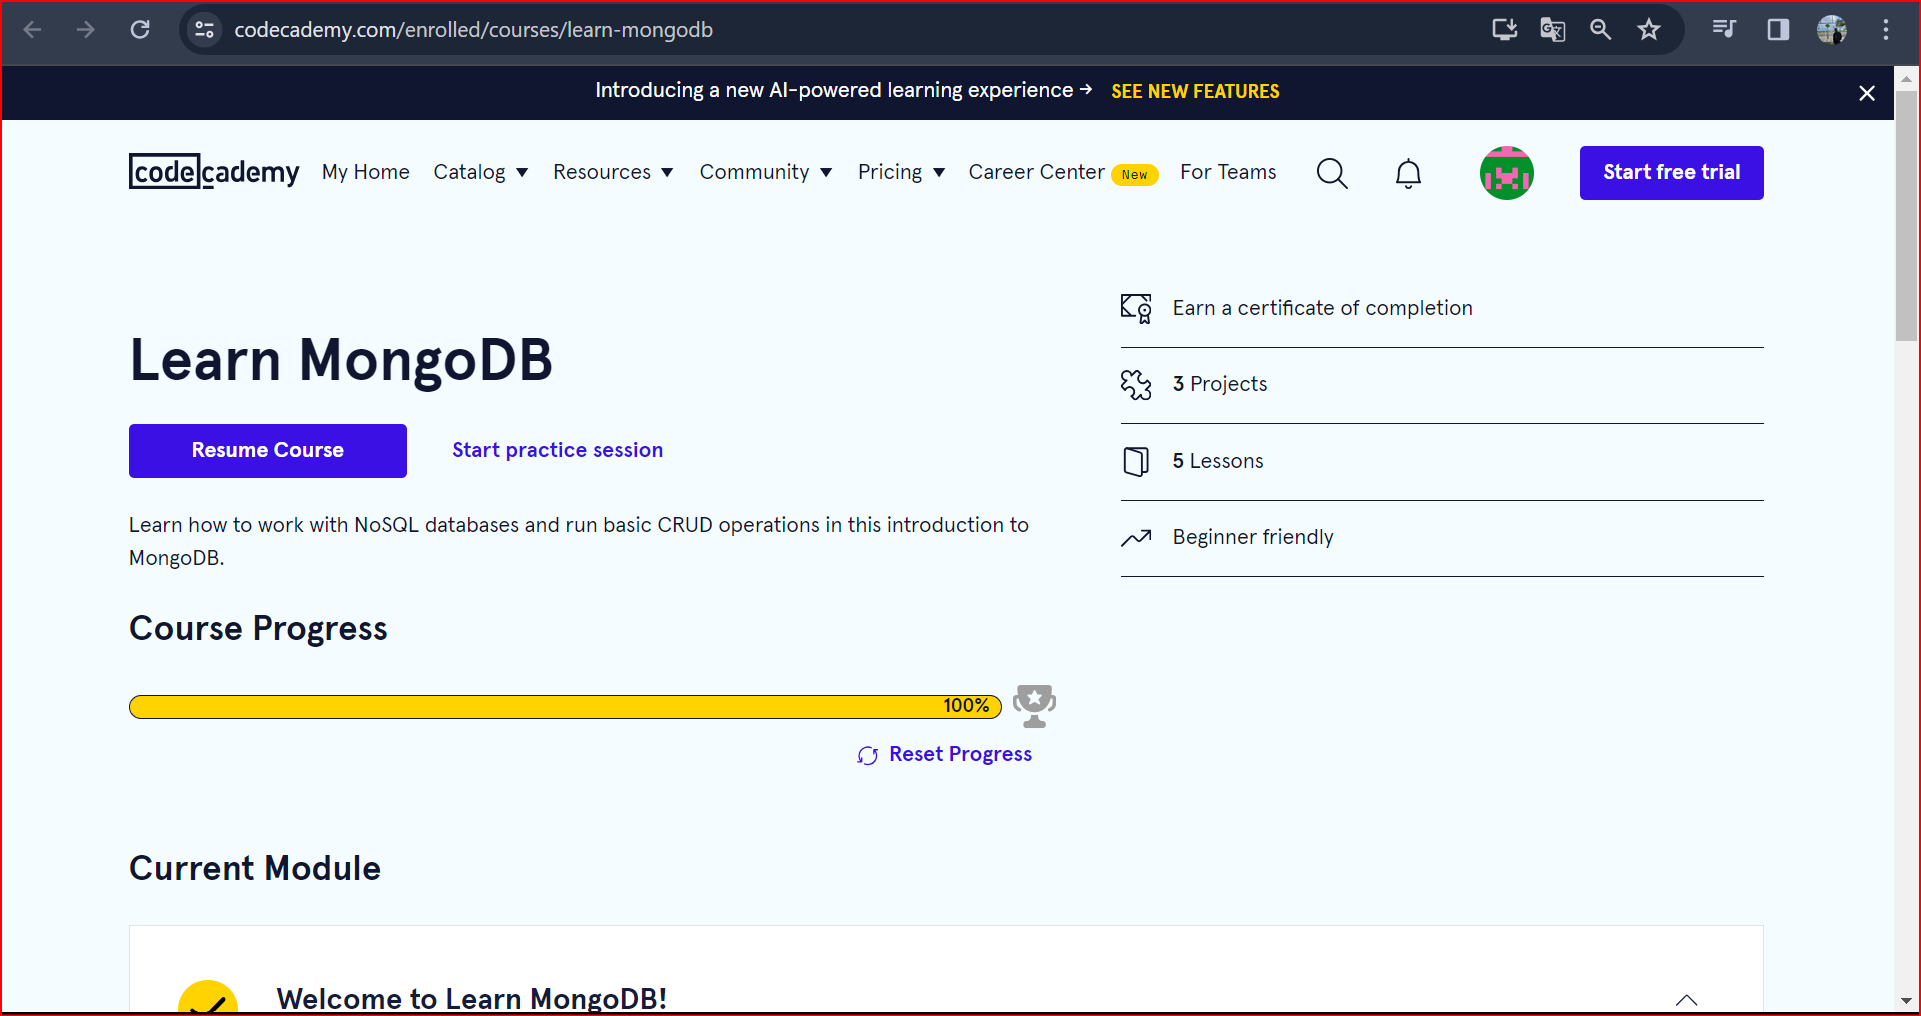 codecademy.com/enrolled/courses/learn-mongodb
Introducing a new AI-powered learning experience → SEE NEW FEATURES
codecademy My Home Catalog Resources Community Pricing Career Center New For Teams Start free trial
Learn MongoDB
Resume Course Start practice session
Learn how to work with NoSQL databases and run basic CRUD operations in this introduction to
MongoDB.
Earn a certificate of completion
3 Projects
5 Lessons
Beginner friendly
Course Progress
100%
Reset Progress
Current Module
Welcome to Learn MongoDB!